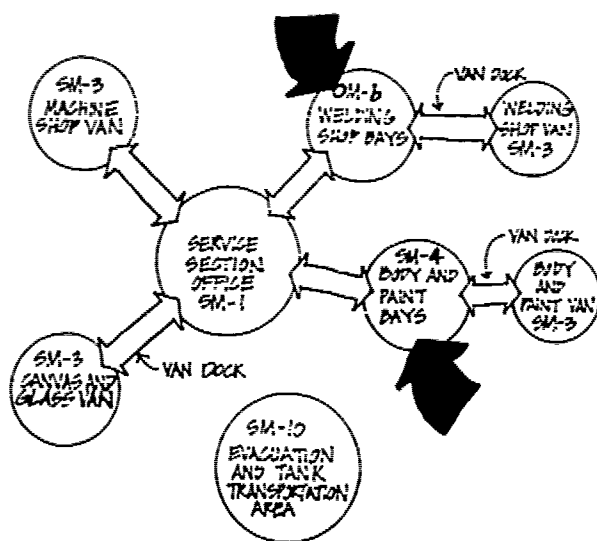 SM-3
MACHINE
SHOP VAN
OM-6
WELDING
SHOP BAYS
VAN DOCK
WELDING
SHOP VAN
SM-3
SERVICE
SECTION
OFFICE
SM-1
SM-4
BODY AND
PAINT
BAYS
VAN DOCK
BODY
AND
PAINT VAN
SM-3
SM-3
CANVAS AND
GLASS VAN
VAN DOCK
SM-10
EVACUATION
AND TANK
TRANSPORTATION
AREA